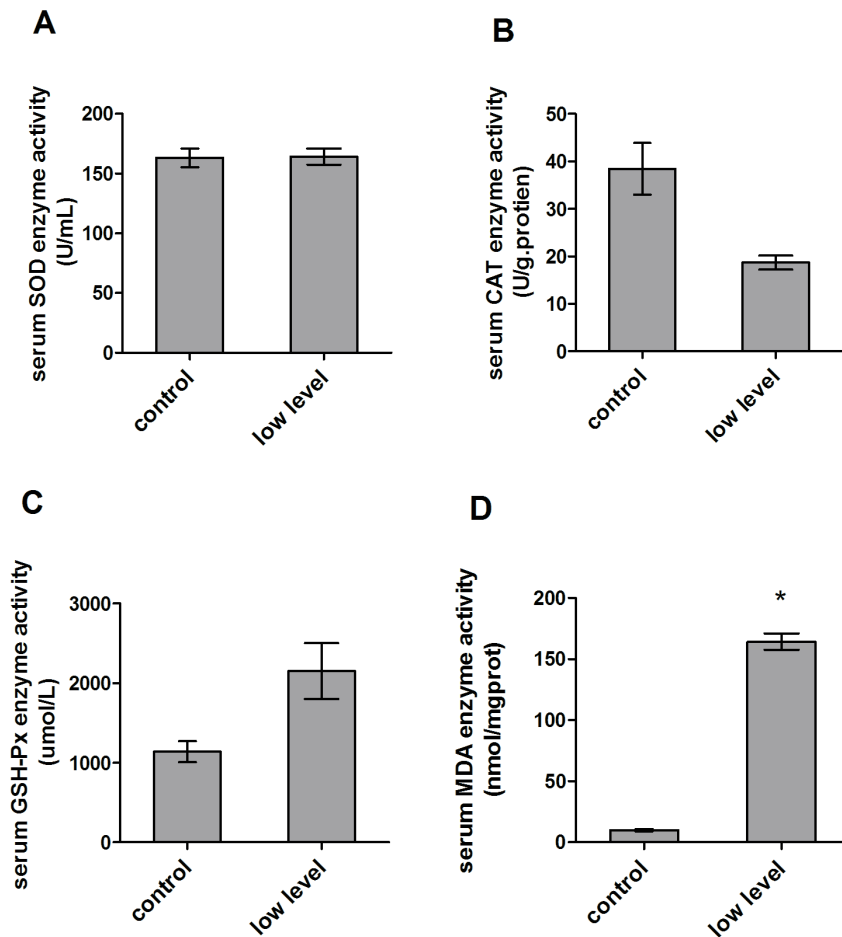 A
serum SOD enzyme activity
(U/mL)
200
150
100
50
0
control
low level
B
serum CAT enzyme activity
(U/g.protien)
50
40
30
20
10
0
control
low level
C
serum GSH-Px enzyme activity
(umol/L)
3000
2000
1000
0
control
low level
D
serum MDA enzyme activity
(nmol/mgprot)
200
150
100
50
0
*
control
low level